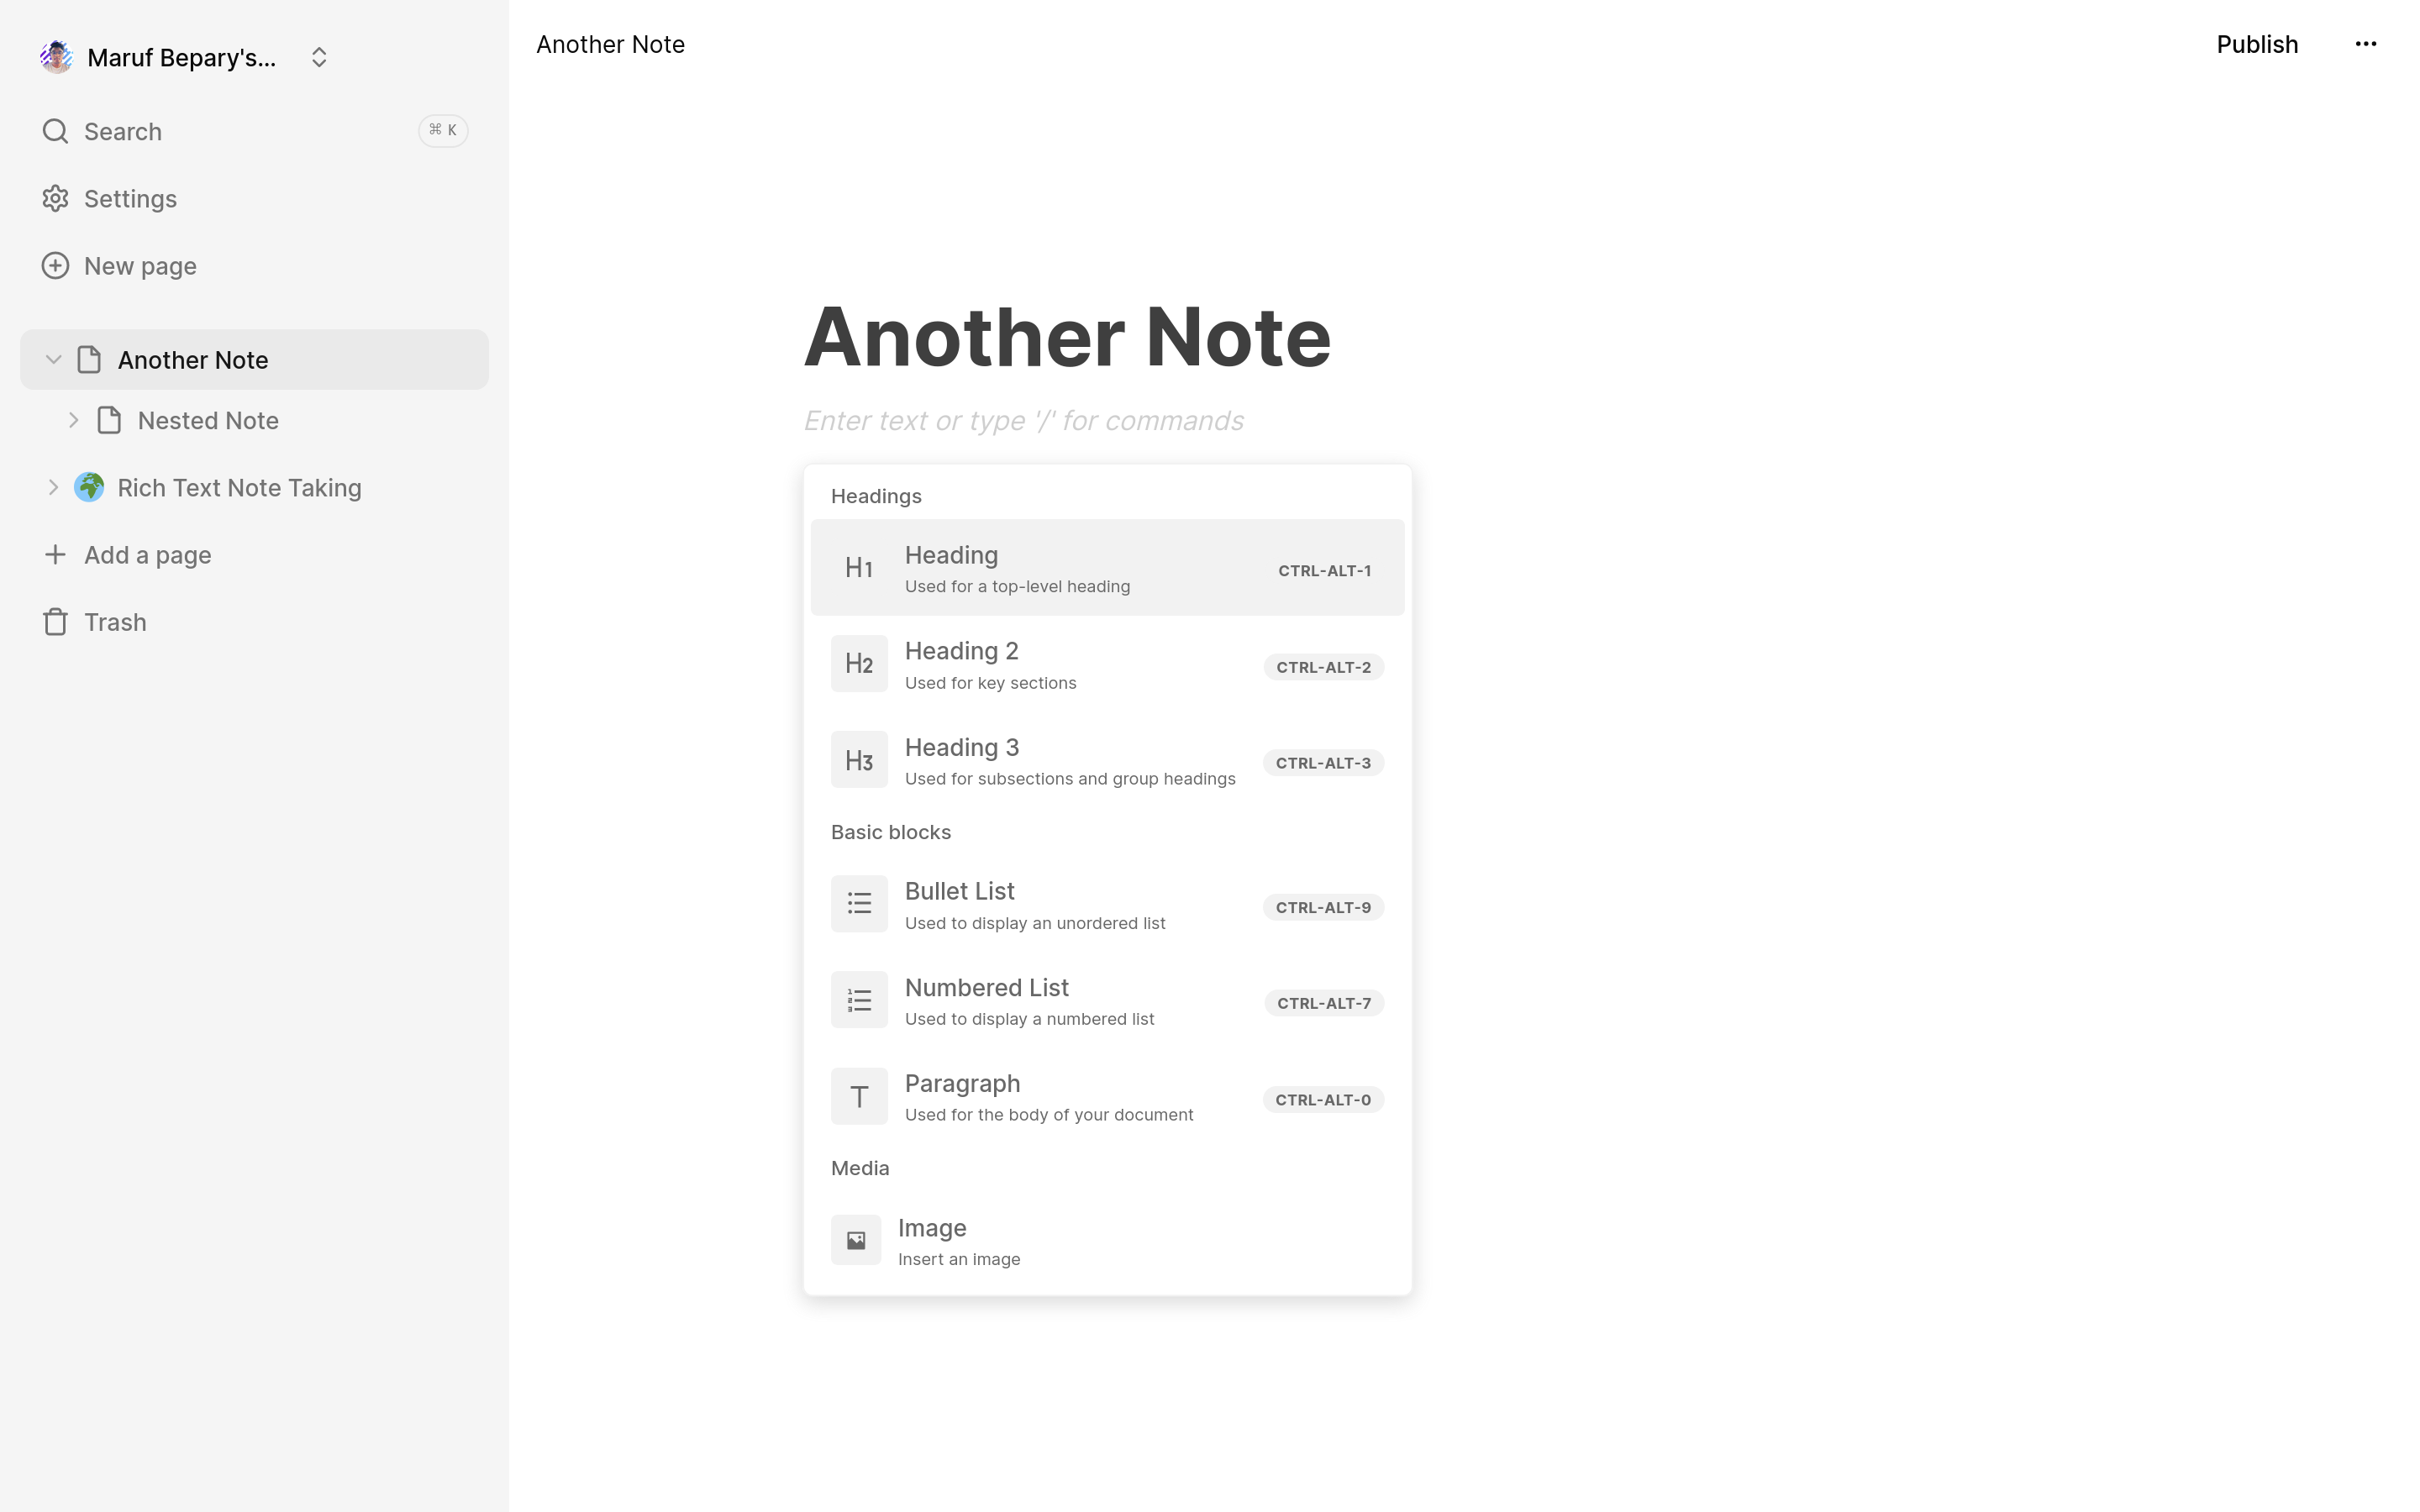 Maruf Bepary's...
Search ⌘ K
Settings
New page
Another Note
Nested Note
Rich Text Note Taking
Add a page
Trash
Another Note
Publish
Another Note
Enter text or type '/' for commands
Headings
H1 Heading
Used for a top-level heading
CTRL-ALT-1
H2 Heading 2
Used for key sections
CTRL-ALT-2
H3 Heading 3
Used for subsections and group headings
CTRL-ALT-3
Basic blocks
Bullet List
Used to display an unordered list
CTRL-ALT-9
Numbered List
Used to display a numbered list
CTRL-ALT-7
T Paragraph
Used for the body of your document
CTRL-ALT-0
Media
Image
Insert an image